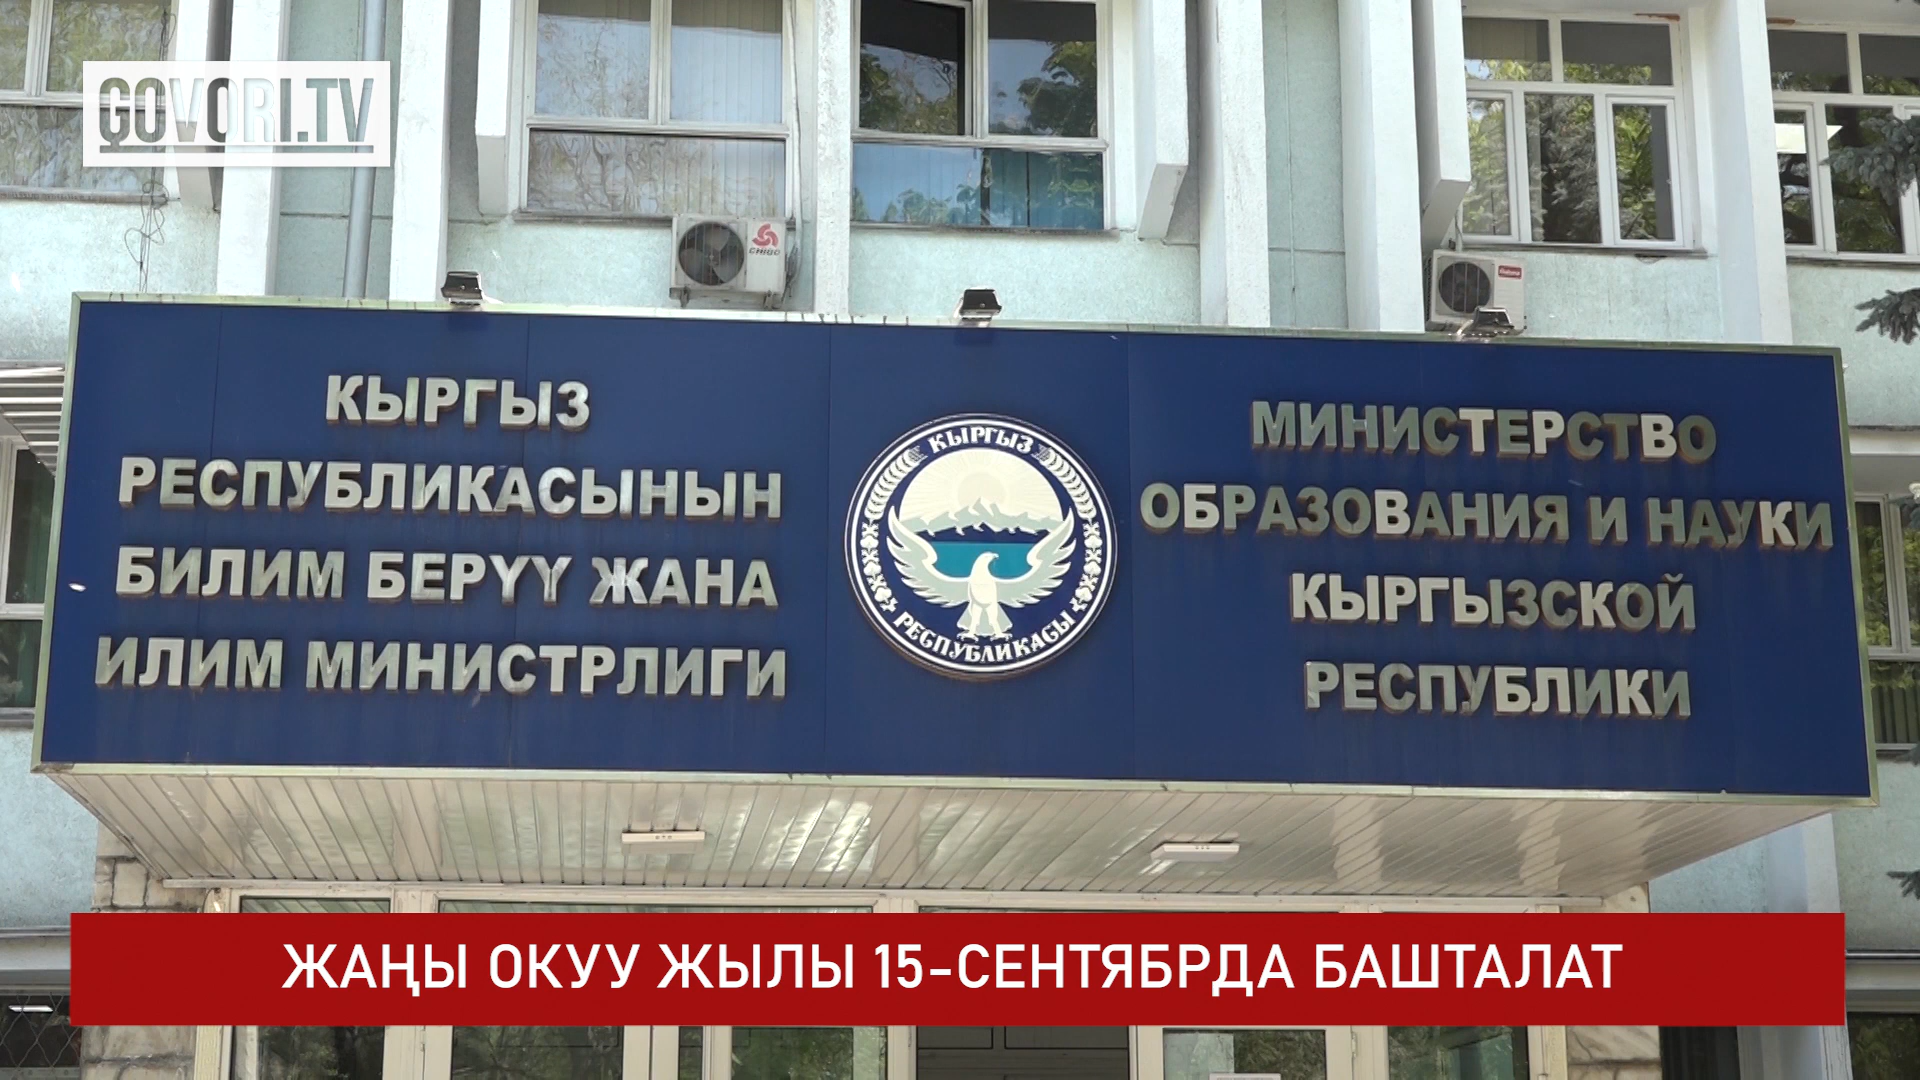 GOVORI.TV
CHIGO
КЫРГЫЗ
РЕСПУБЛИКАСЫНЫН
БИЛИМ БЕРҮҮ ЖАНА
ИЛИМ МИНИСТРЛИГИ
КЫРГЫЗ
РЕСПУБЛИКАСЫ
МИНИСТЕРСТВО
ОБРАЗОВАНИЯ И НАУКИ
КЫРГЫЗСКОЙ
РЕСПУБЛИКИ
ЖАҢЫ ОКУУ ЖЫЛЫ 15-СЕНТЯБРДА БАШТАЛАТ